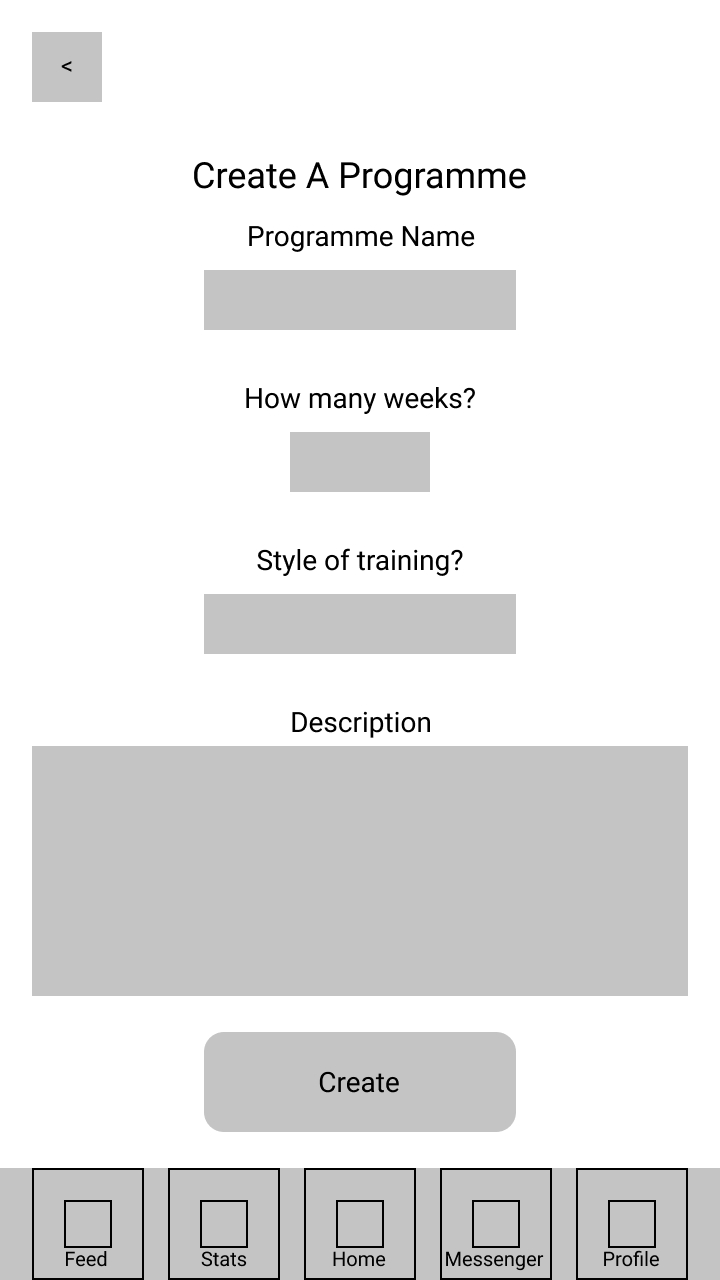 <
Create A Programme
Programme Name
How many weeks?
Style of training?
Description
Create
Feed Stats Home Messenger Profile